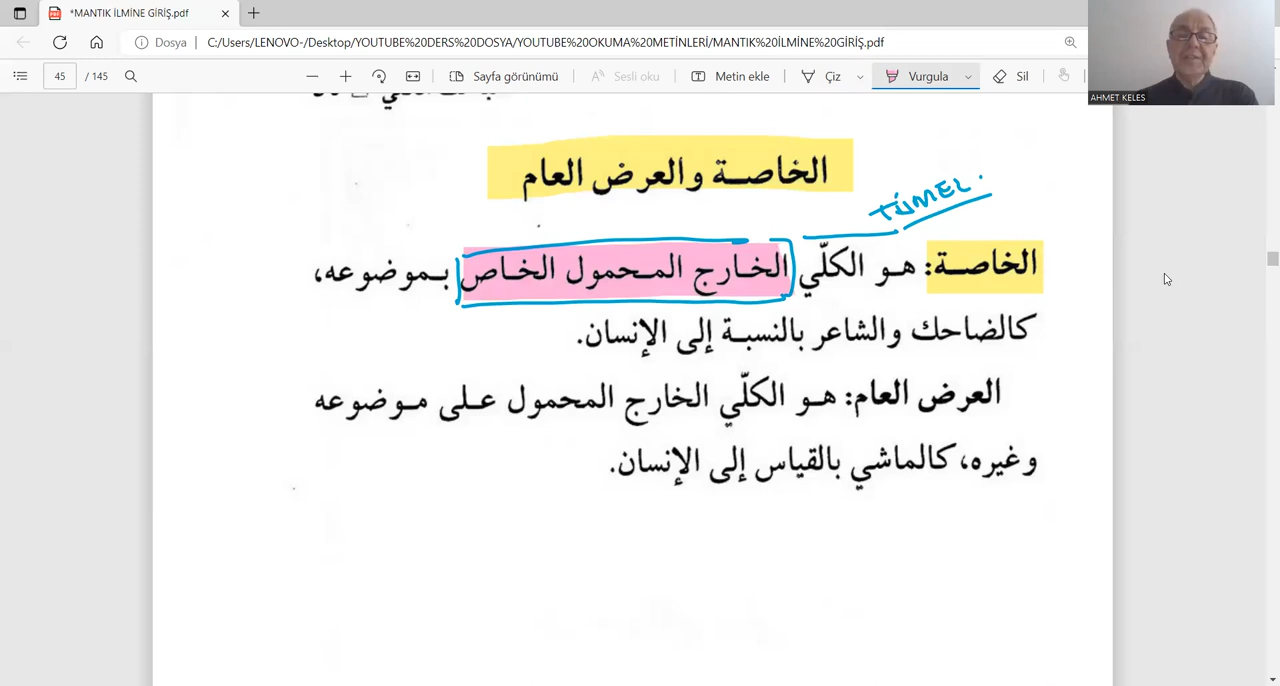 *MANTIK İLMİNE GİRİŞ.pdf
Dosya
C:/Users/LENOVO-/Desktop/YOUTUBE%20DERS%20DOSYA/YOUTUBE%20OKUMA%20METİNLERİ/MANTIK%20İLMİNE%20GİRİŞ.pdf
45 / 145
Sayfa görünümü
Sesli oku
Metin ekle
Çiz
Vurgula
Sil
AHMET KELES
الخاصة والعرض العام
TÜMEL.
الخاصة: هو الكلّي الخارج المحمول الخاص بموضوعه،
كالضاحك والشاعر بالنسبة إلى الإنسان.
العرض العام: هو الكلّي الخارج المحمول على موضوعه
وغيره، كالماشي بالقياس إلى الإنسان.